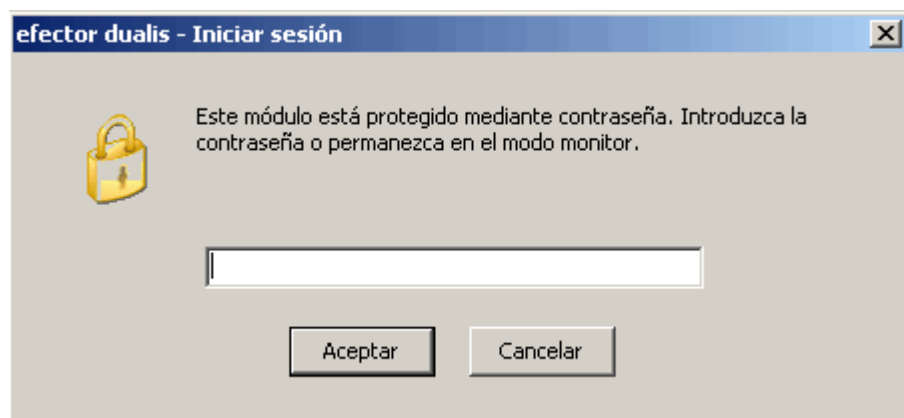 efector dualis - Iniciar sesión
Este módulo está protegido mediante contraseña. Introduzca la
contraseña o permanezca en el modo monitor.
Aceptar
Cancelar